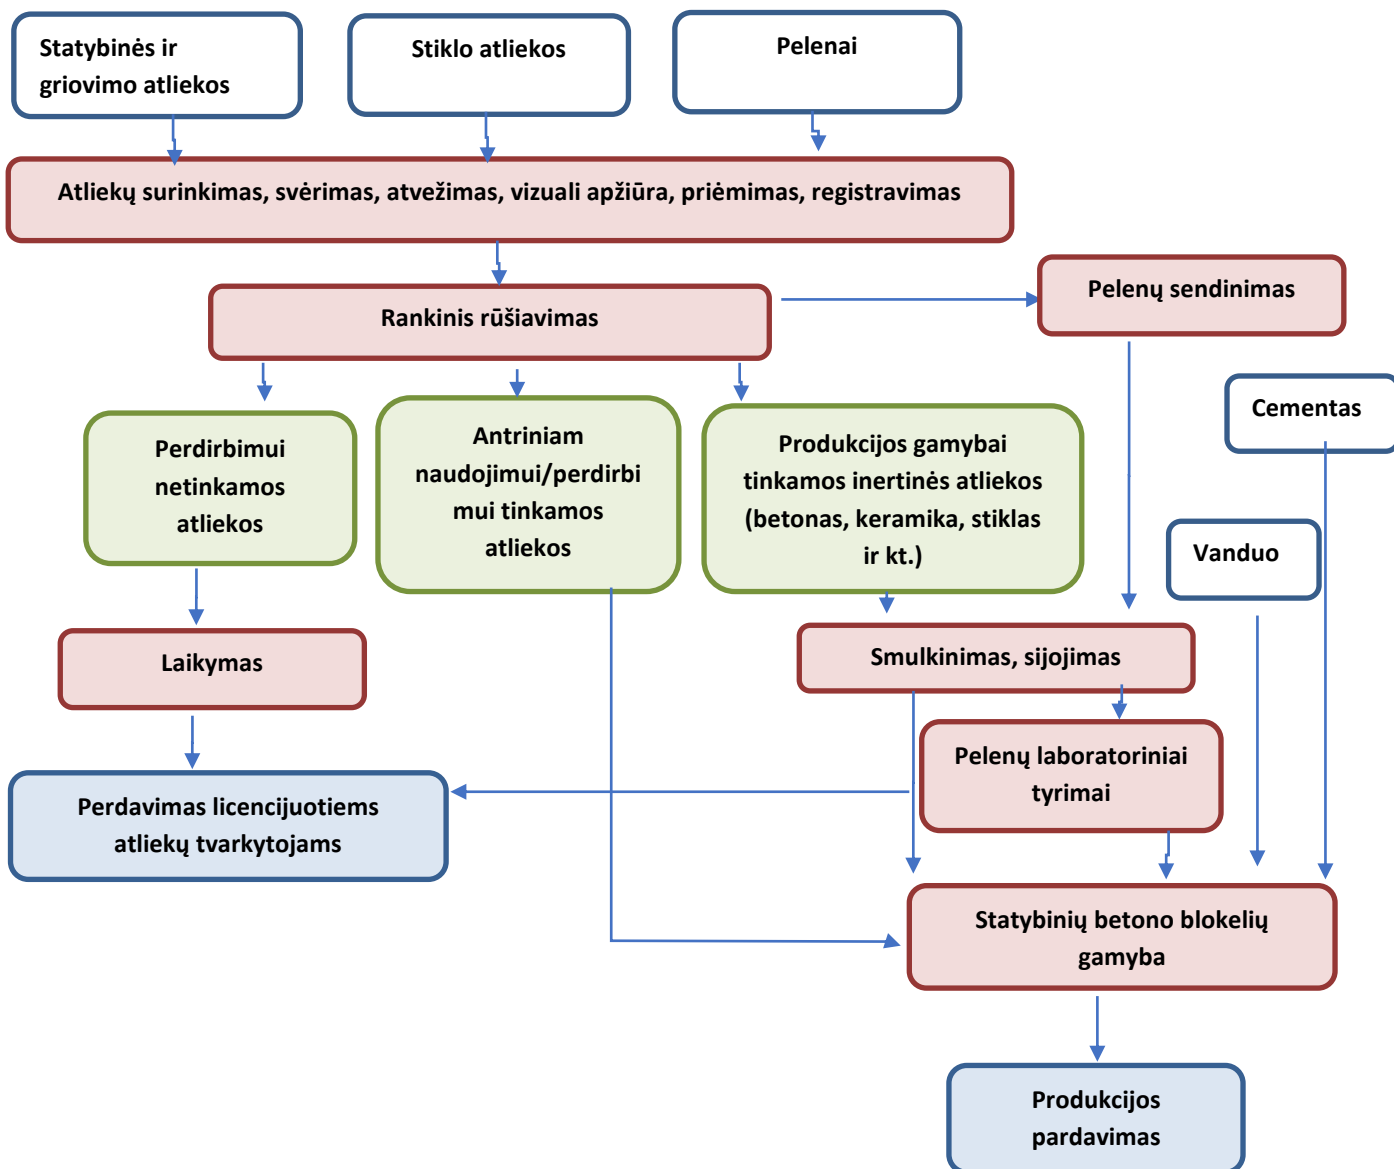 Statybinės ir
griovimo atliekos
Stiklo atliekos
Pelenai
Atliekų surinkimas, svėrimas, atvežimas, vizuali apžiūra, priėmimas, registravimas
Pelenų sendinimas
Rankinis rūšiavimas
Cementas
Perdirbimui
netinkamos
atliekos
Antriniam
naudojimui/perdirbi
mui tinkamos
atliekos
Produkcijos gamybai
tinkamos inertinės atliekos
(betonas, keramika, stiklas
ir kt.)
Vanduo
Laikymas
Smulkinimas, sijojimas
Pelenų laboratoriniai
tyrimai
Perdavimas licencijuotiems
atliekų tvarkytojams
Statybinių betono blokelių
gamyba
Produkcijos
pardavimas